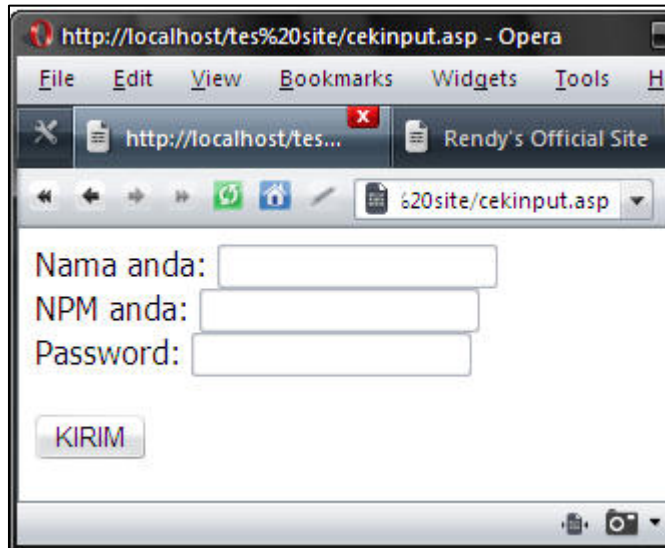 http://localhost/tes%20site/cekinput.asp - Opera
File Edit View Bookmarks Widgets Tools H
http://localhost/tes... Rendy's Official Site
%20site/cekinput.asp
Nama anda:
NPM anda:
Password:
KIRIM